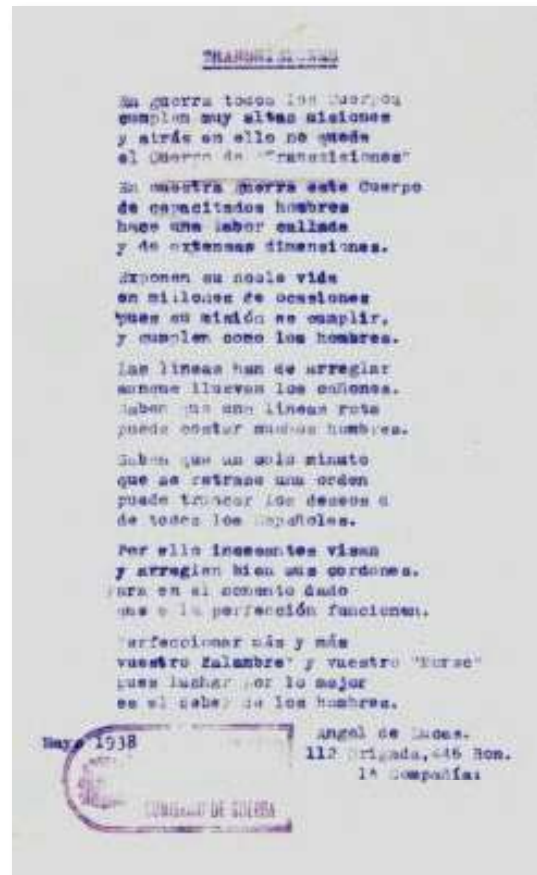 TRANSMISIONES
En guerra todos los Cuerpos
cumplen muy altas misiones
y atrás en ello no queda
el Cuerpo de "Transmisiones"
En nuestra guerra este Cuerpo
de capacitados hombres
hace una labor callada
y de extensas dimensiones.
Exponen su noble vida
en millones de ocasiones
pues su misión es cumplir,
y cumplen como los hombres.
Las líneas han de arreglar
aunque lluevan los cañones.
Saben que una líneas rota
puede costar muchos hombres.
Saben que un solo minuto
que se retrase una orden
puede truncar los deseos
de todos los Españoles.
Por ello incesantes visan
y arreglan bien sus cordones.
Para en el momento dado
que a la perfección funcionen.
Perfeccionar más y más
vuestro y vuestro "Morse"
pues luchar por lo mejor
es el deber de los hombres.
Mayo 1938
Angel de Lucas.
112 Brigada, 446 Bon.
1ª Compañía:
COMISARIO DE GUERRA